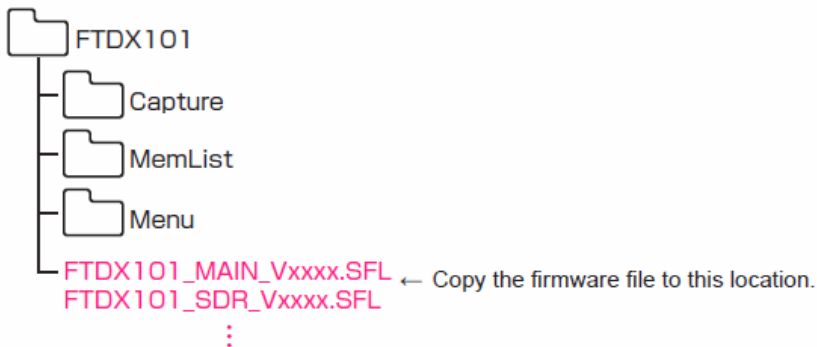 FTDX101
Capture
MemList
Menu
FTDX101_MAIN_Vxxxx.SFL ← Copy the firmware file to this location.
FTDX101_SDR_Vxxxx.SFL
⋮